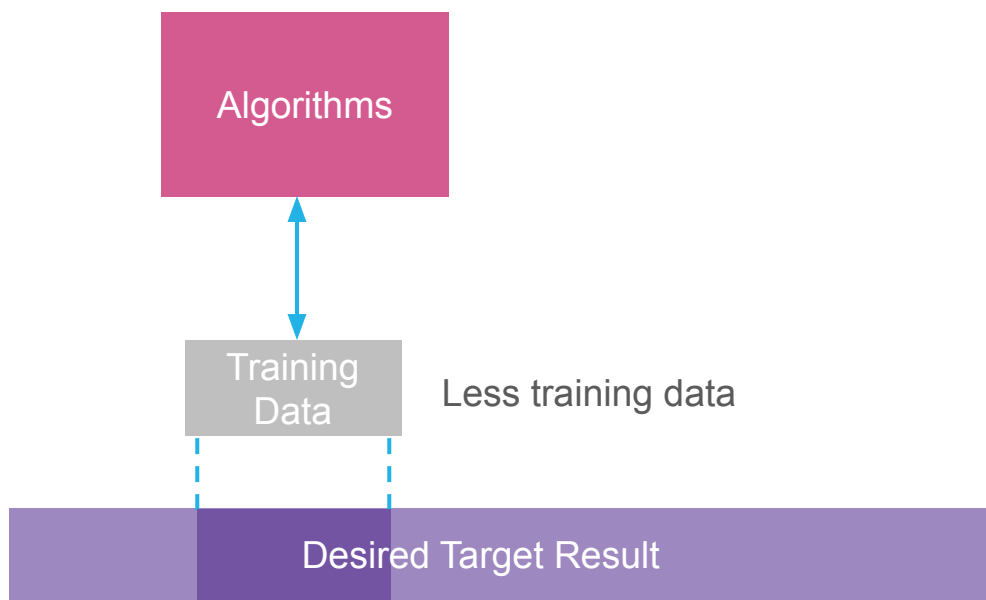 Algorithms
Training
Data
Less training data
Desired Target Result